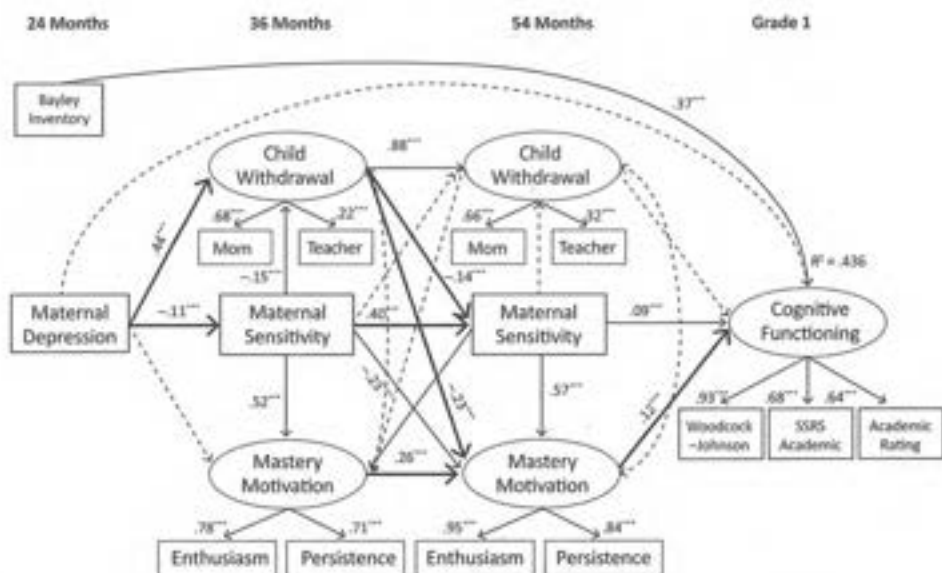 24 Months
36 Months
54 Months
Grade 1
Bayley
Inventory
.37***
Child
Withdrawal
.88***
Child
Withdrawal
.68***
.22***
.66***
.32***
Mom
Teacher
Mom
Teacher
.44***
−.15***
−.14***
R² = .436
Maternal
Depression
−.11***
Maternal
Sensitivity
.40***
Maternal
Sensitivity
.09***
Cognitive
Functioning
.52***
−.23***
.57***
.12***
.93***
.68***
.64***
Woodcock
–Johnson
SSRS
Academic
Academic
Rating
Mastery
Motivation
.26***
Mastery
Motivation
.78***
.71***
.95***
.84***
Enthusiasm
Persistence
Enthusiasm
Persistence